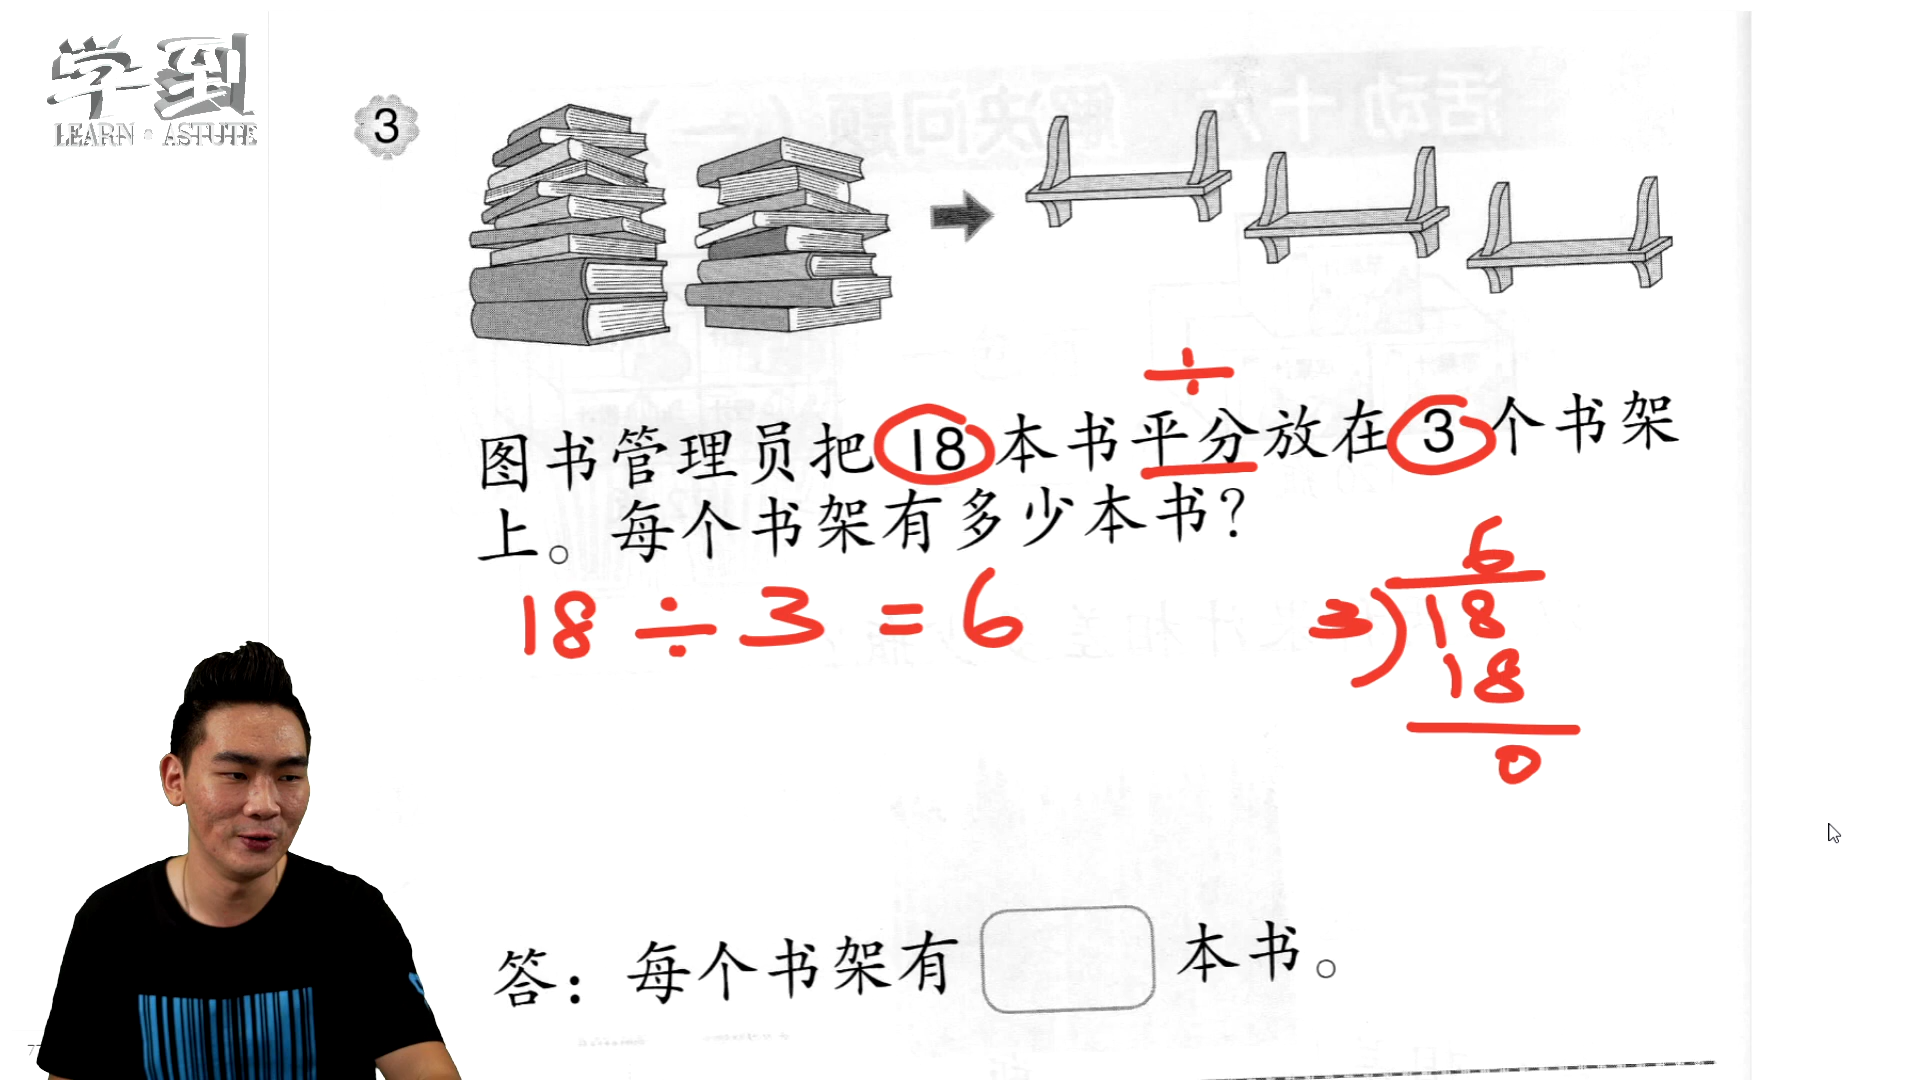 学到
LEARN @ ASTUTE
3
÷
图书管理员把18本书平分放在3个书架
上。每个书架有多少本书?
18 ÷ 3 = 6
6
3)18
18
0
答:每个书架有 本书。